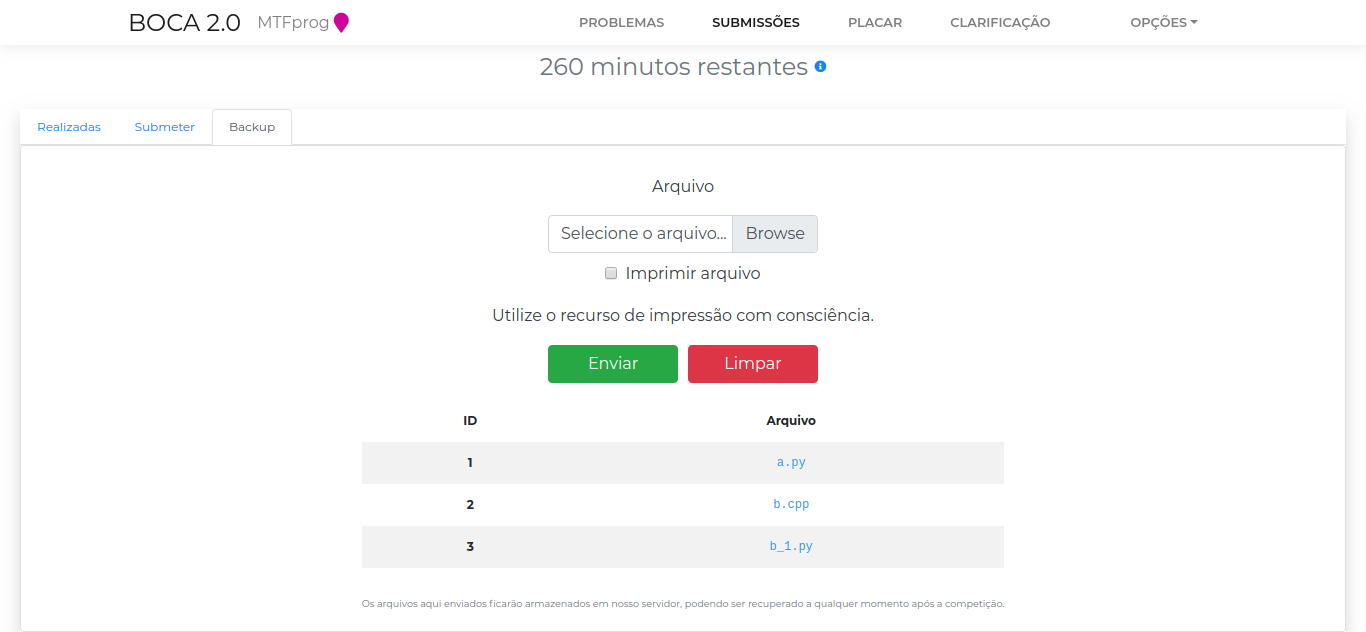 BOCA 2.0 MTFprog PROBLEMAS SUBMISSÕES PLACAR CLARIFICAÇÃO OPÇÕES
260 minutos restantes
Realizadas Submeter Backup
Arquivo
Selecione o arquivo... Browse
Imprimir arquivo
Utilize o recurso de impressão com consciência.
Enviar Limpar
ID Arquivo
1 a.py
2 b.cpp
3 b_1.py
Os arquivos aqui enviados ficarão armazenados em nosso servidor, podendo ser recuperado a qualquer momento após a competição.